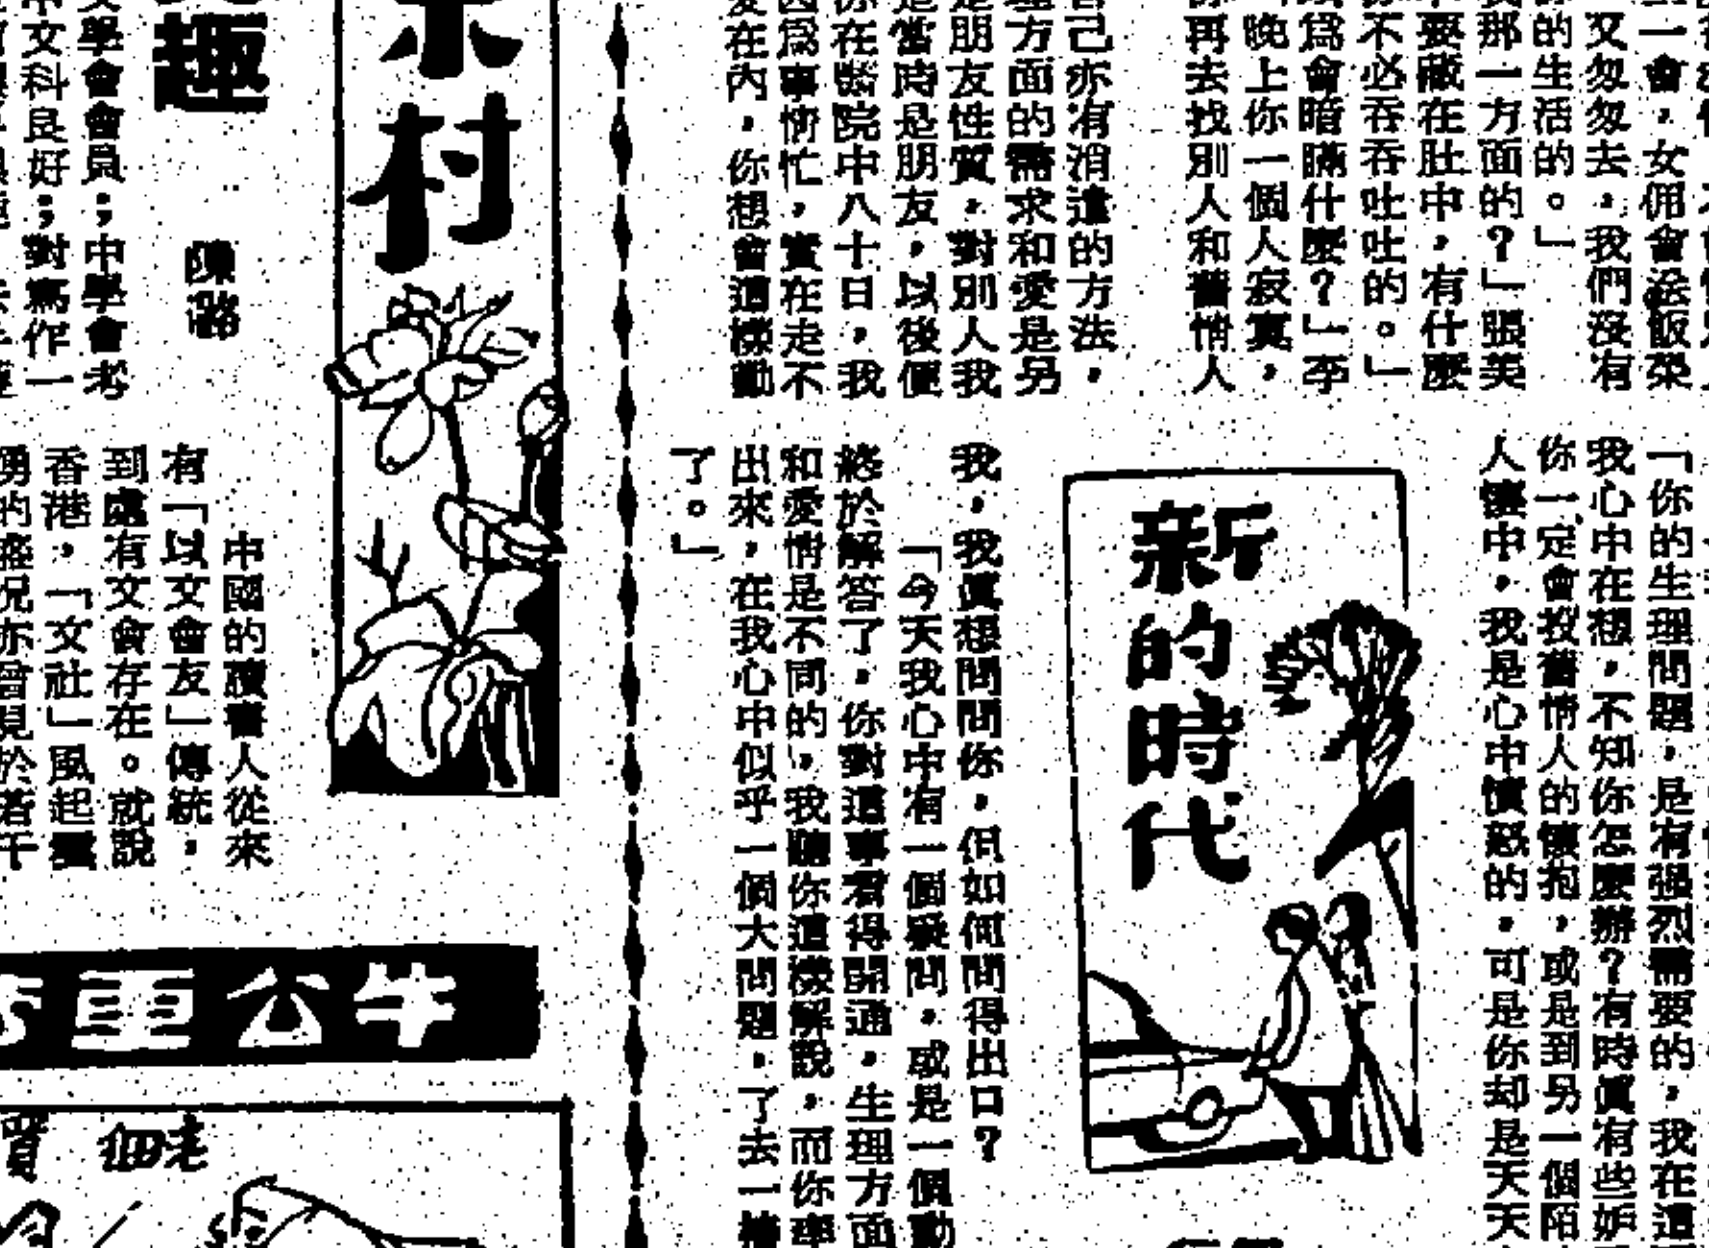 一會，女佣會送飯菜
又匆匆去，我們沒有
的生活的。」
那一方面的？」張美
要藏在肚中，有什麼
不必吞吞吐吐的。」
為會暗瞞什麼？」李
晚上你一個人寂寞，
再去找別人和舊情人
自己亦有消遣的方法，
理方面的需求和愛是另
是朋友性質，對別人我
是當時是朋友，以後便
你在醫院中八十日，我
因為事情忙，實在走不
愛在內，你想會這樣勤
「你的生理問題，是有强烈需要的，我在這
我心中在想，不知你怎麼辦？有時真有些妒
你一定會投舊情人的懷抱，或是到另一個陌
人懷中，我是心中憤怒的，可是你却是天天
新的時代
我，我真想問問你，但如何問得出口？
「今天我心中有一個疑問，或是一個動
終於解答了，你對這事看得開通，生理方面
和愛情是不同的，我聽你這樣解說，而你
出來，在我心中似乎一個大問題，了去一
了。」
村
趣
陳潞
文學會會員；中學會考
中文科良好；對寫作一
中國的讀書人從來
有「以文會友」傳統，
到處有文會存在。就說
香港，「文社」風起雲
湧的盛況亦曾見於若干
牛公
老細